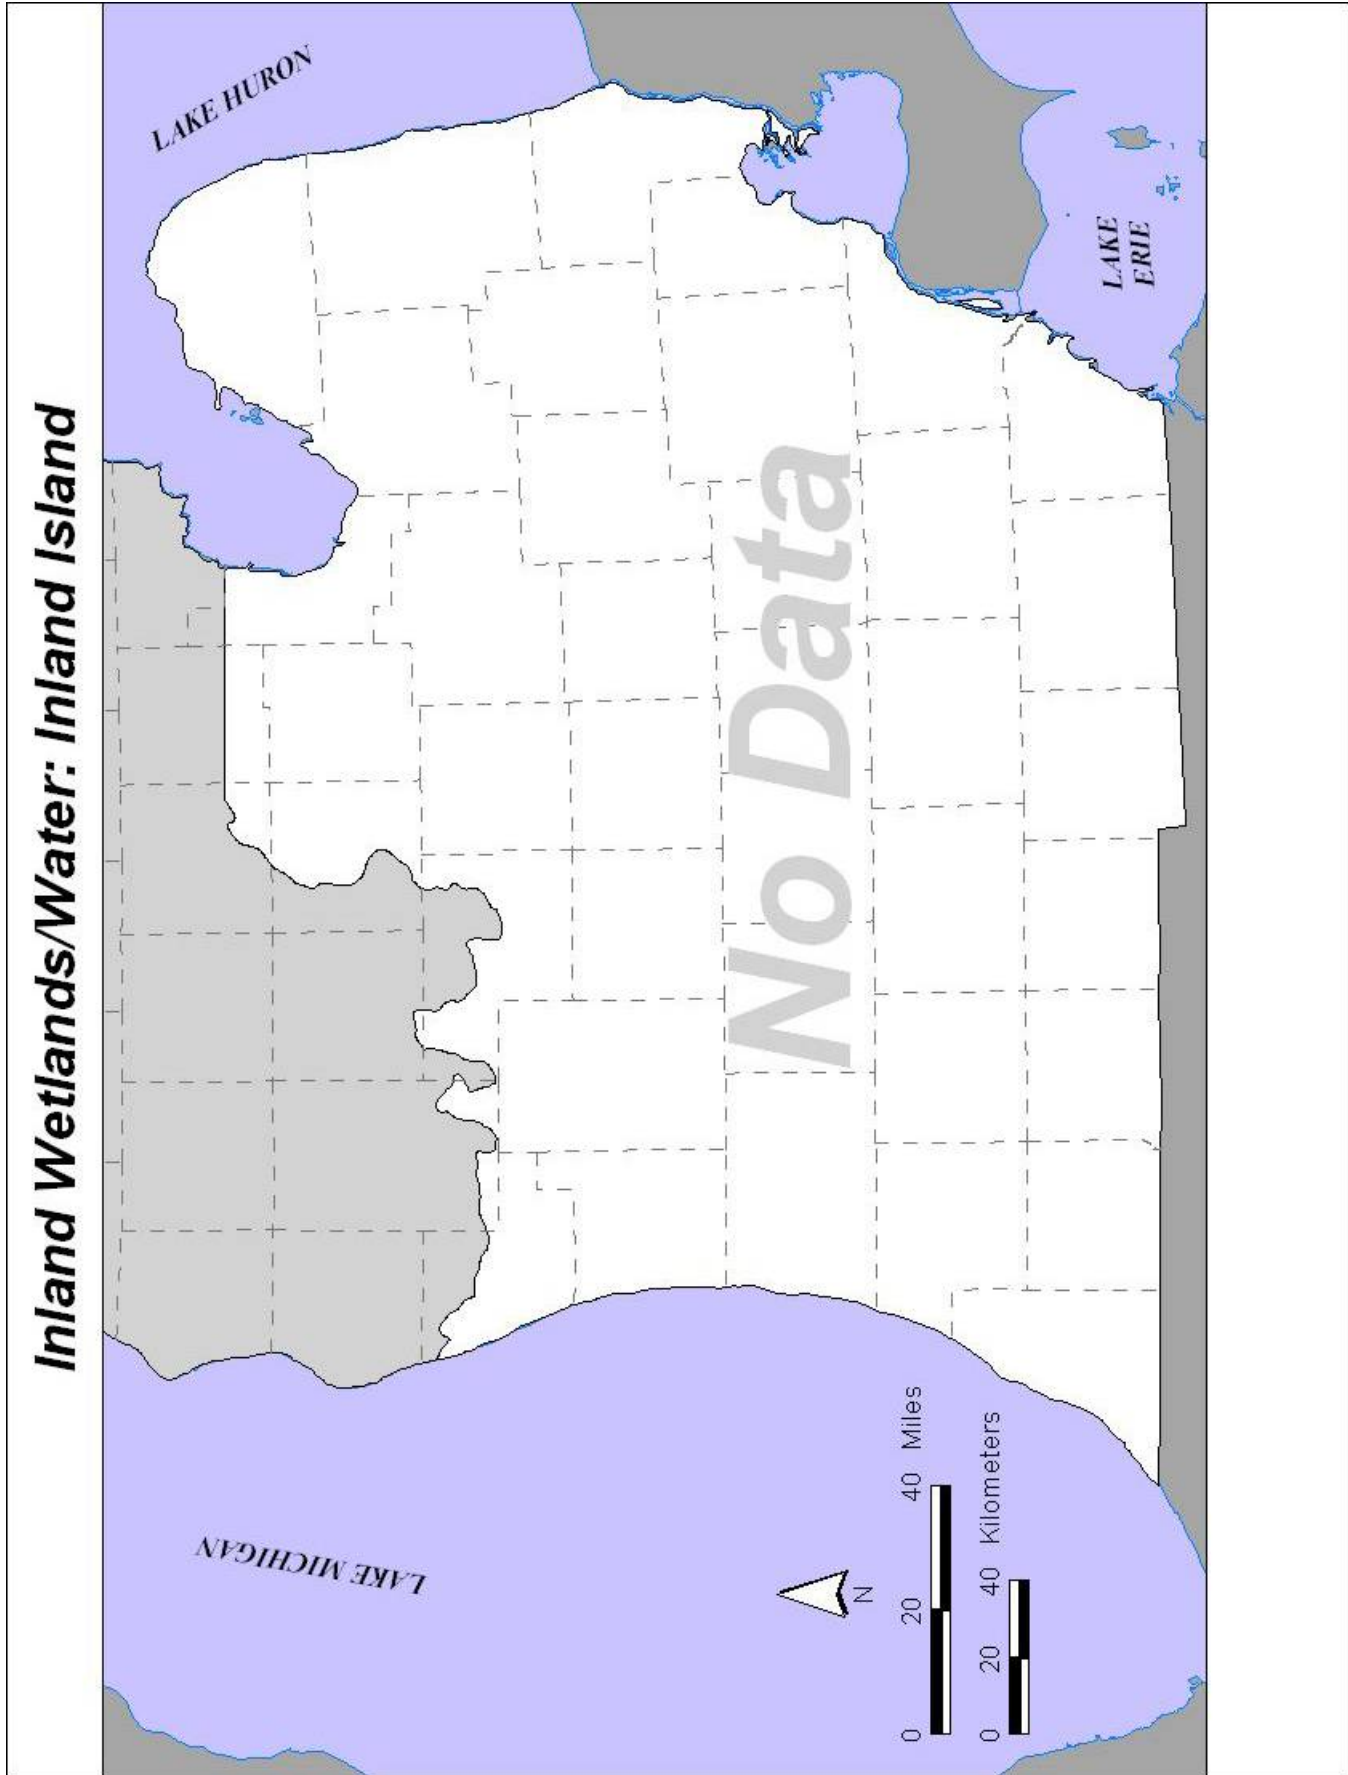 Inland Wetlands/Water: Inland Island
LAKE HURON
LAKE MICHIGAN
LAKE
ERIE
No Data
N
0 20 40 Miles
0 20 40 Kilometers